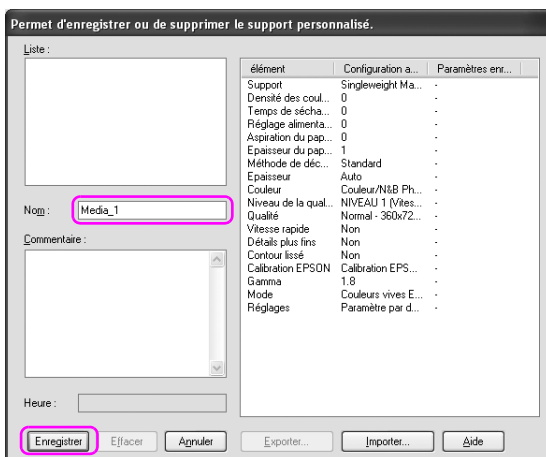 Permet d'enregistrer ou de supprimer le support personnalisé.
Liste :
Nom : Media_1
Commentaire :
Heure :
élément Configuration a... Paramètres enr...
Support Singleweight Ma... -
Densité des coul... 0 -
Temps de sécha... 0 -
Réglage alimenta... 0 -
Aspiration du pap... 0 -
Epaisseur du pap... 1 -
Méthode de déc... Standard -
Epaisseur Auto -
Couleur Couleur/N&B Ph... -
Niveau de la qual... NIVEAU 1 (Vites... -
Qualité Normal - 360x72... -
Vitesse rapide Non -
Détails plus fins Non -
Contour lissé Non -
Calibration EPSON Calibration EPS... -
Gamma 1.8 -
Mode Couleurs vives E... -
Réglages Paramètre par d... -
Enregistrer Effacer Annuler Exporter... Importer... Aide